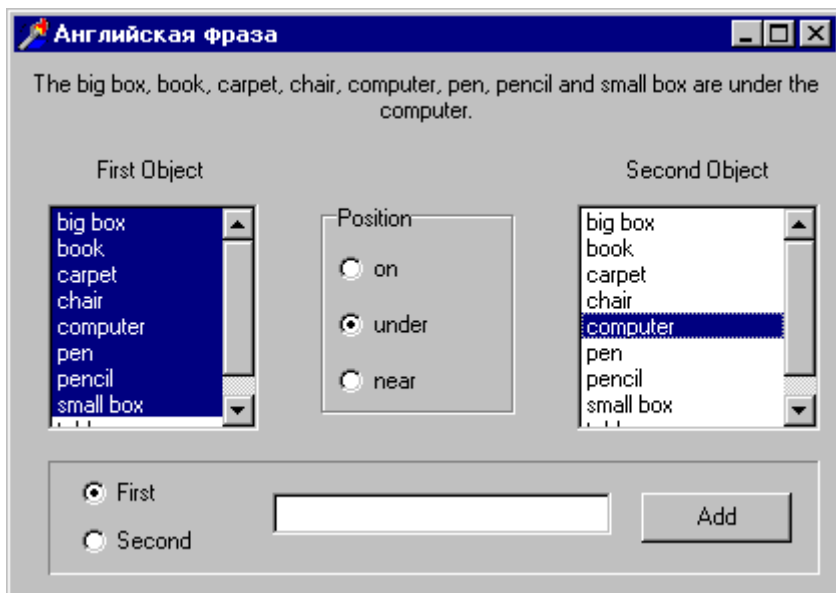 Английская фраза
The big box, book, carpet, chair, computer, pen, pencil and small box are under the
computer.
First Object
Second Object
big box
book
carpet
chair
computer
pen
pencil
small box
Position
on
under
near
big box
book
carpet
chair
computer
pen
pencil
small box
First
Second
Add